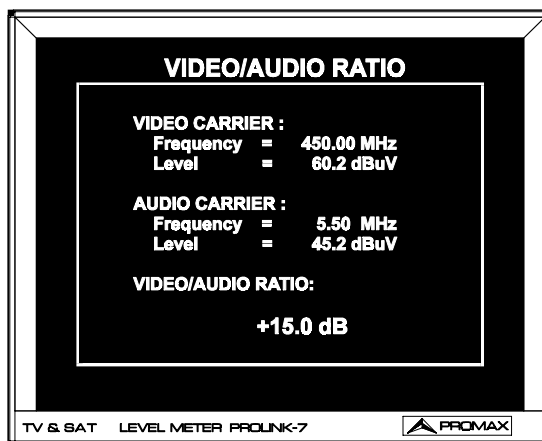 VIDEO/AUDIO RATIO
VIDEO CARRIER :
Frequency = 450.00 MHz
Level = 60.2 dBuV
AUDIO CARRIER :
Frequency = 5.50 MHz
Level = 45.2 dBuV
VIDEO/AUDIO RATIO:
+15.0 dB
TV & SAT LEVEL METER PROLINK-7 PROMAX